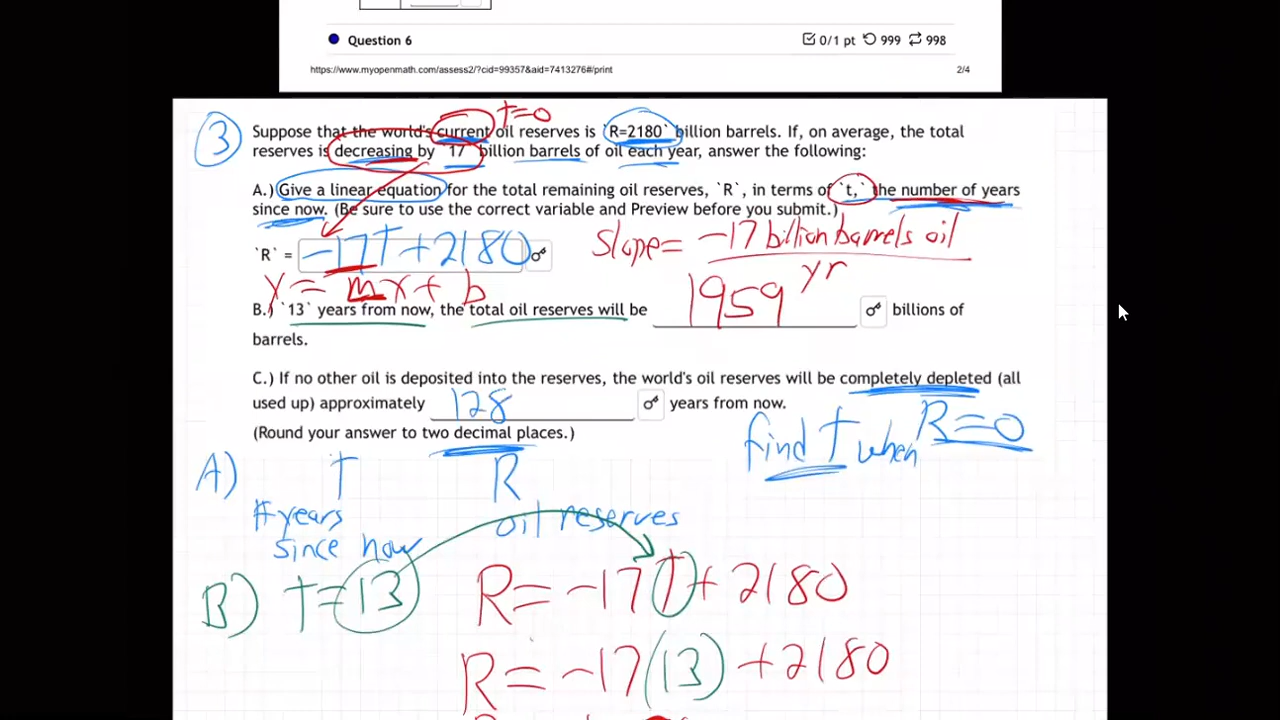 Question 6
0/1 pt 999 998
https://www.myopenmath.com/assess2/?cid=99357&aid=7413276#/print
2/4
t=0
3
Suppose that the world's current oil reserves is `R=2180` billion barrels. If, on average, the total
reserves is decreasing by `17` billion barrels of oil each year, answer the following:
A.) Give a linear equation for the total remaining oil reserves, `R`, in terms of `t,` the number of years
since now. (Be sure to use the correct variable and Preview before you submit.)
`R` = -17t+2180
Slope= -17 billion barrels oil
yr
y = mx + b
B.) `13` years from now, the total oil reserves will be 1959 billions of
barrels.
C.) If no other oil is deposited into the reserves, the world's oil reserves will be completely depleted (all
used up) approximately 128 years from now.
(Round your answer to two decimal places.)
find t when R=0
A) t R
# years oil reserves
since now
B) t=13 R= -17t+2180
R= -17(13)+2180